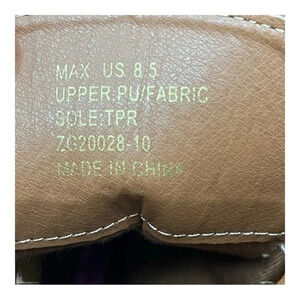 MAX. US 8.5
UPPER.PU/FABRIC
SOLE:TPR
ZG20028-10
MADE IN CHINA